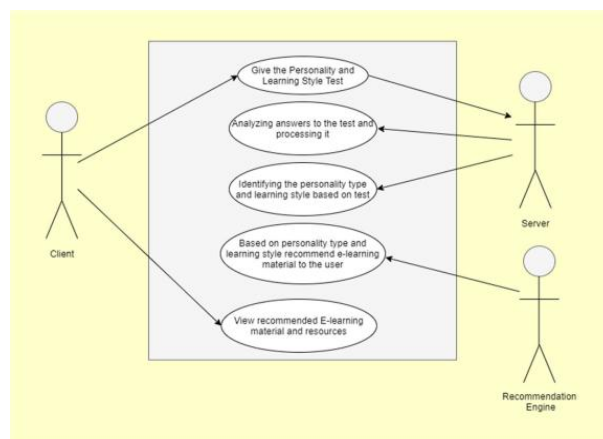 Give the Personality and
Learning Style Test
Analyzing answers to the test and
processing it
Identifying the personality type
and learning style based on test
Based on personality type and
learning style recommend e-learning
material to the user
View recommended E-learning
material and resources
Client
Server
Recommendation
Engine